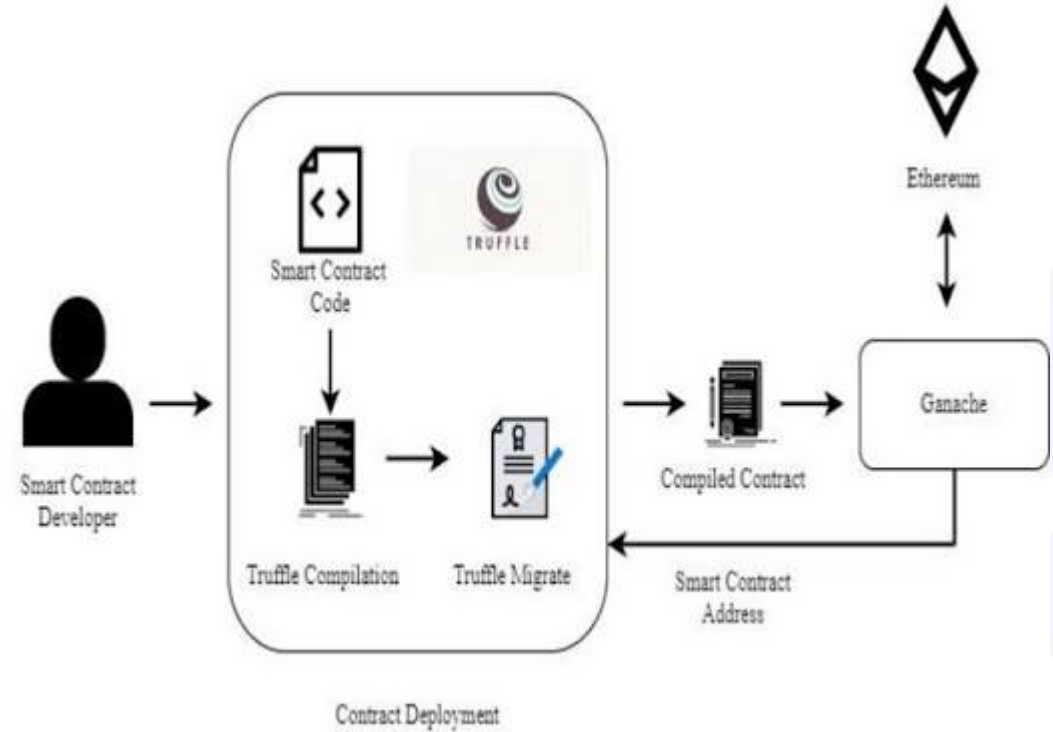 Ethereum
TRUFFLE
Smart Contract
Code
Ganache
Compiled Contract
Smart Contract
Developer
Truffle Compilation
Truffle Migrate
Smart Contract
Address
Contract Deployment